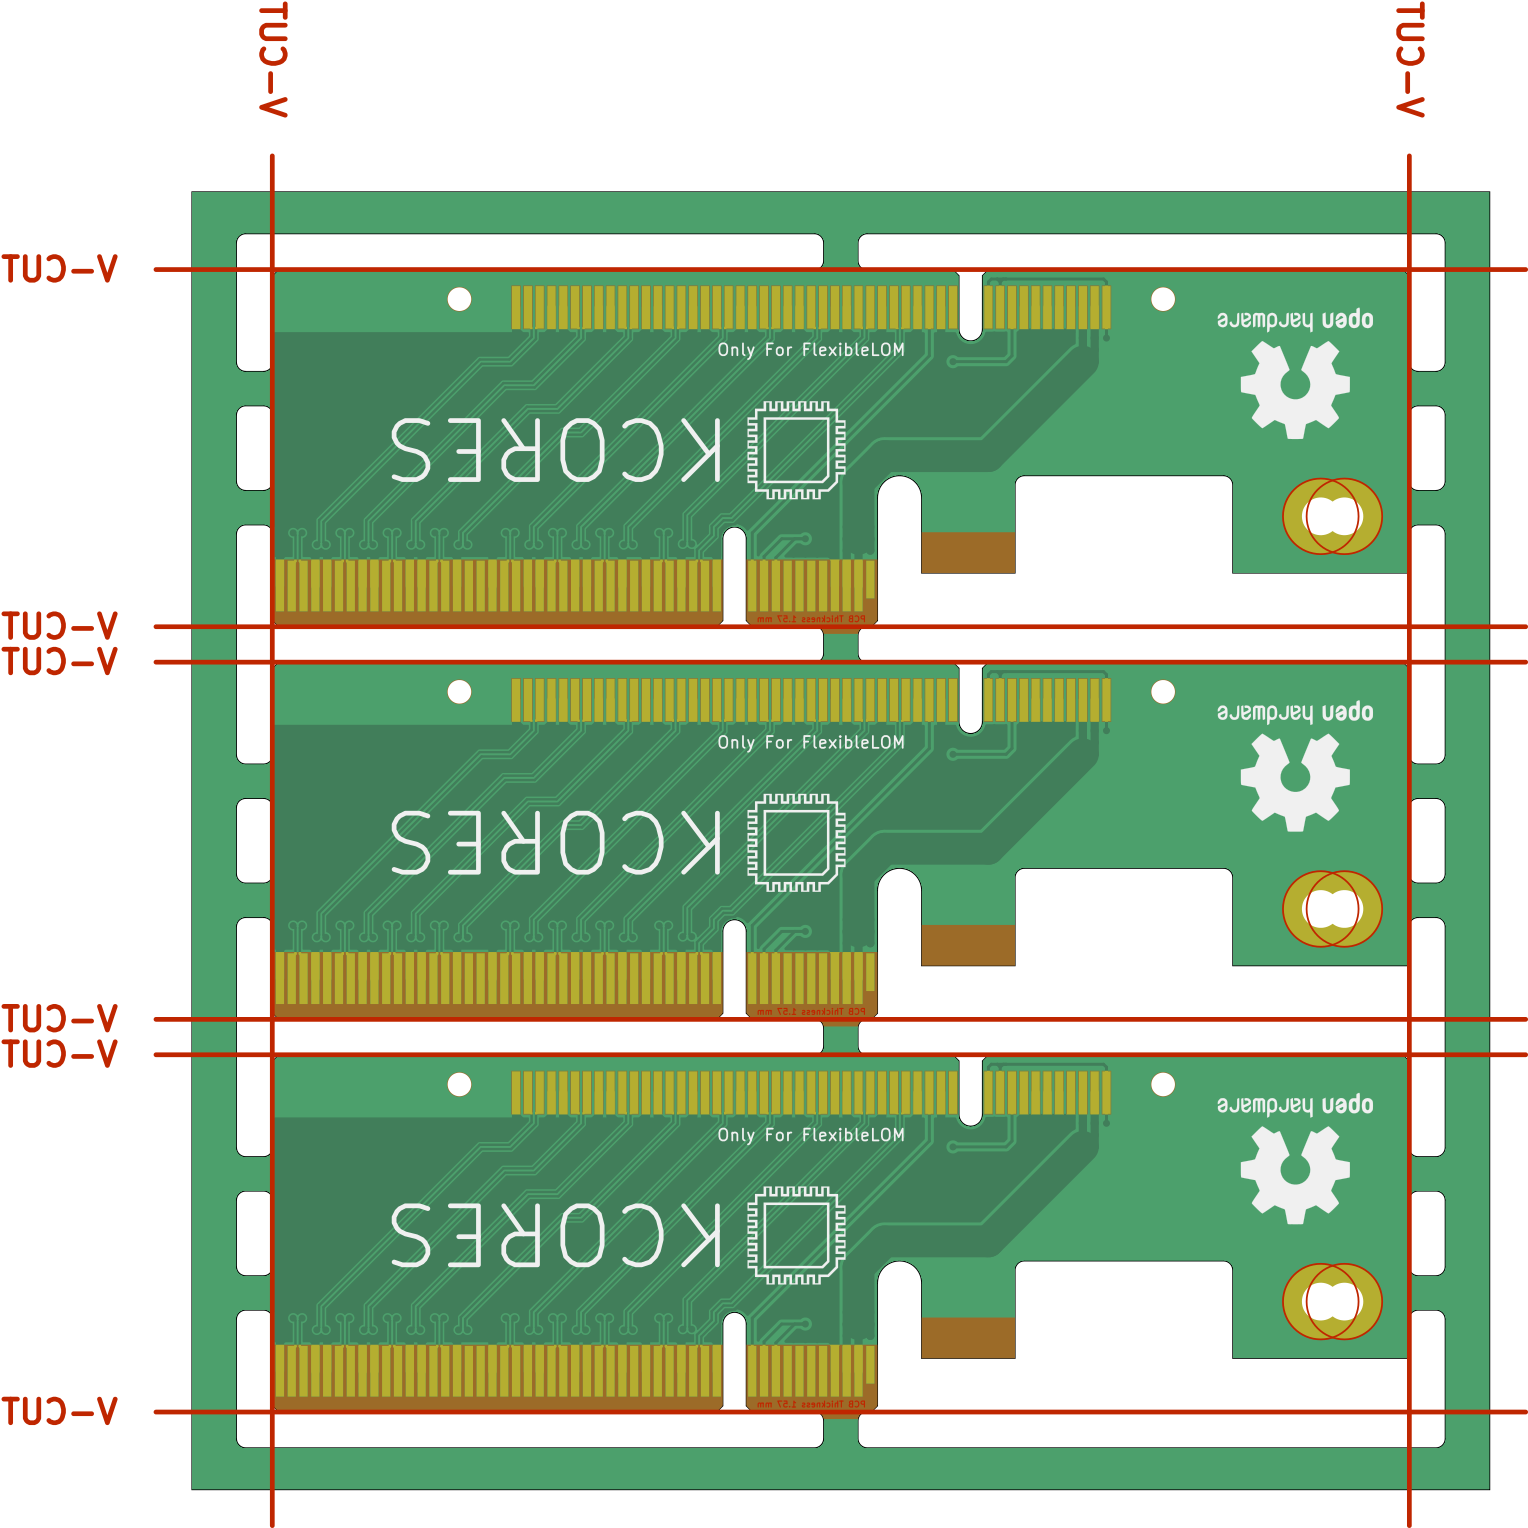 V-CUT
V-CUT
V-CUT
open hardware
Only For FlexibleLOM
KCORES
PCB Thickness 1.57 mm
V-CUT
V-CUT
open hardware
Only For FlexibleLOM
KCORES
PCB Thickness 1.57 mm
V-CUT
V-CUT
open hardware
Only For FlexibleLOM
KCORES
PCB Thickness 1.57 mm
V-CUT